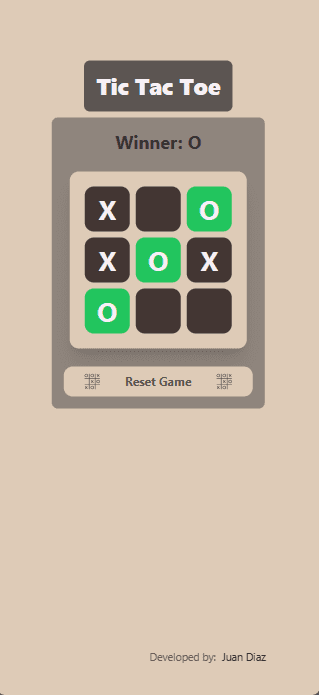 Tic Tac Toe
Winner: O
X O
X O X
O
Reset Game
Developed by: Juan Diaz